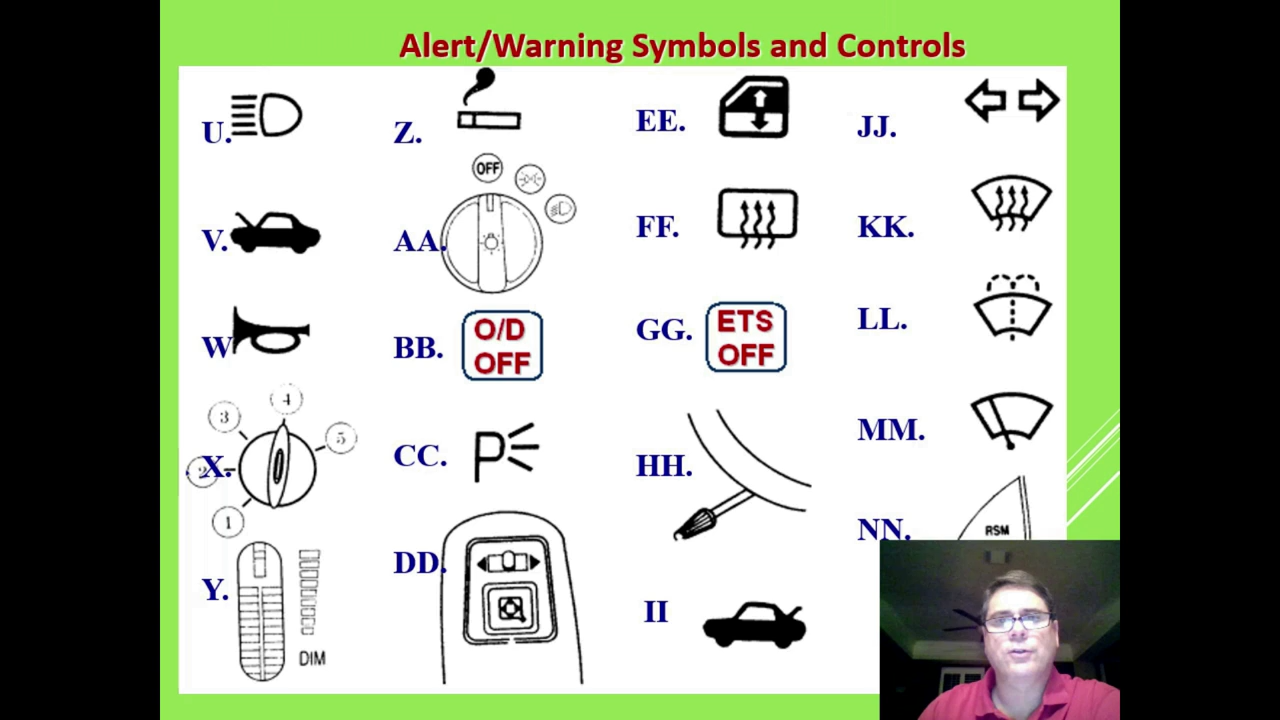 Alert/Warning Symbols and Controls
U.
V.
W
X.
1
2
3
4
5
Y.
DIM
Z.
AA.
OFF
BB.
O/D
OFF
CC.
P
DD.
EE.
FF.
GG.
ETS
OFF
HH.
II
JJ.
KK.
LL.
MM.
NN.
RSM